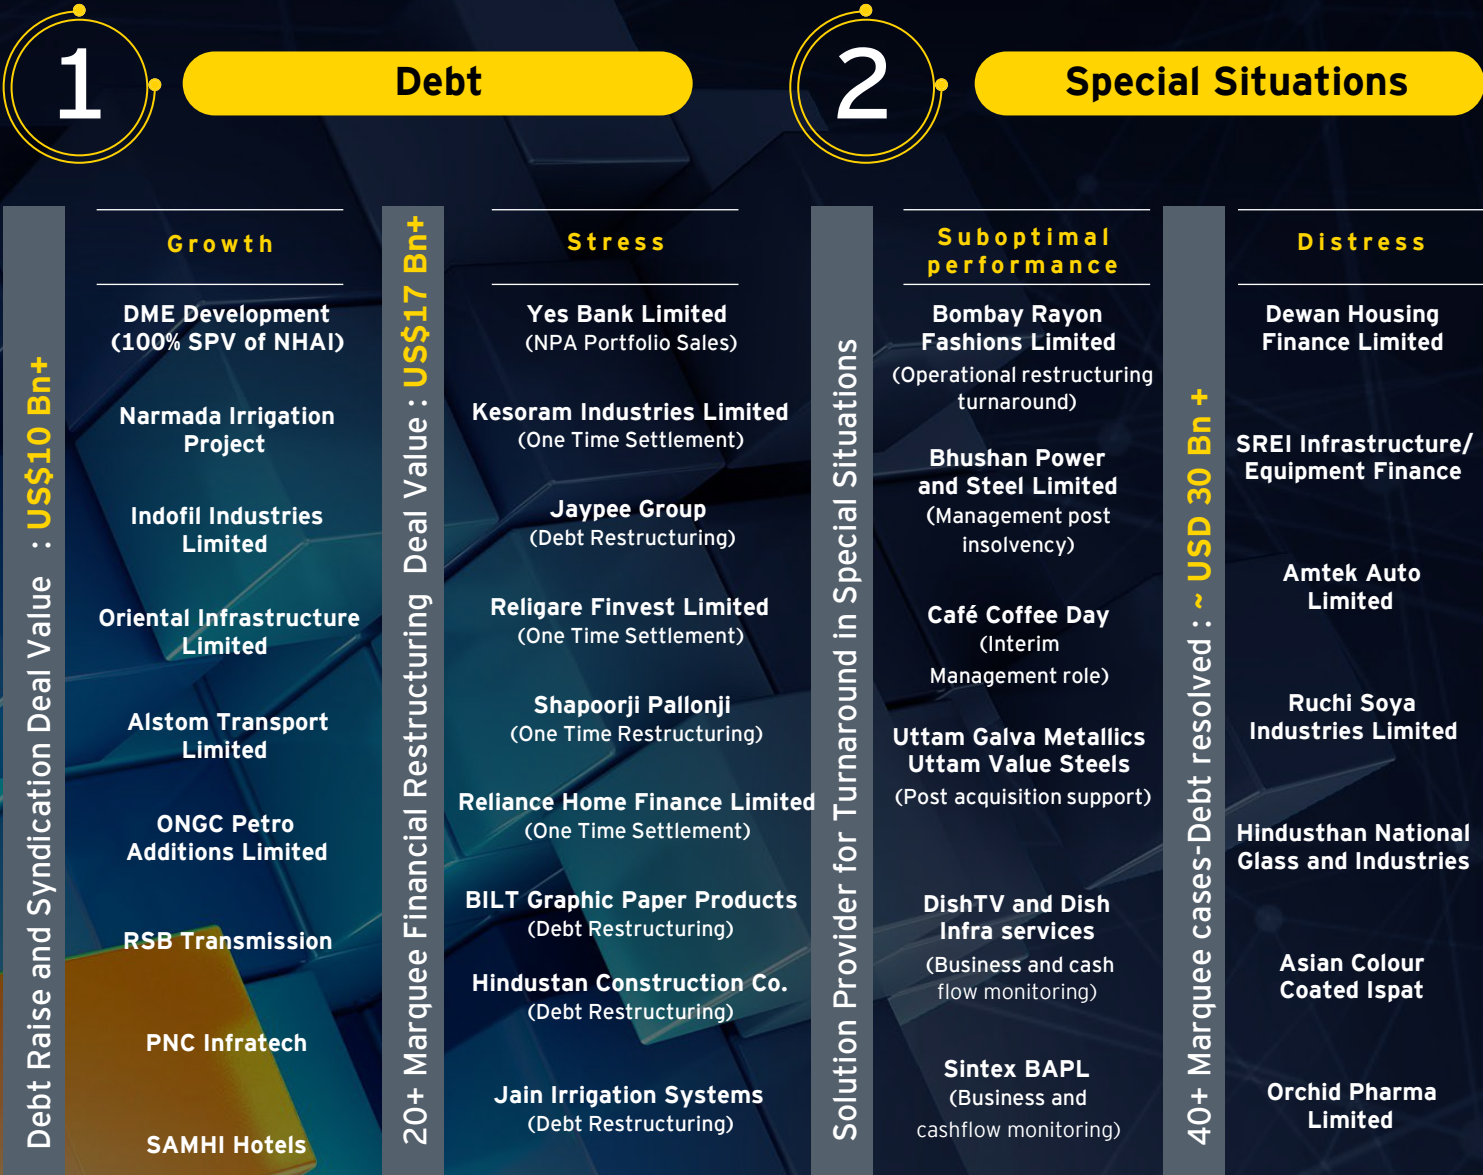 1
Debt
2
Special Situations
Debt Raise and Syndication Deal Value : US$10 Bn+
Growth
DME Development
(100% SPV of NHAI)
Narmada Irrigation
Project
Indofil Industries
Limited
Oriental Infrastructure
Limited
Alstom Transport
Limited
ONGC Petro
Additions Limited
RSB Transmission
PNC Infratech
SAMHI Hotels
20+ Marquee Financial Restructuring Deal Value : US$17 Bn+
Stress
Yes Bank Limited
(NPA Portfolio Sales)
Kesoram Industries Limited
(One Time Settlement)
Jaypee Group
(Debt Restructuring)
Religare Finvest Limited
(One Time Settlement)
Shapoorji Pallonji
(One Time Restructuring)
Reliance Home Finance Limited
(One Time Settlement)
BILT Graphic Paper Products
(Debt Restructuring)
Hindustan Construction Co.
(Debt Restructuring)
Jain Irrigation Systems
(Debt Restructuring)
Solution Provider for Turnaround in Special Situations
Suboptimal
performance
Bombay Rayon
Fashions Limited
(Operational restructuring
turnaround)
Bhushan Power
and Steel Limited
(Management post
insolvency)
Café Coffee Day
(Interim
Management role)
Uttam Galva Metallics
Uttam Value Steels
(Post acquisition support)
DishTV and Dish
Infra services
(Business and cash
flow monitoring)
Sintex BAPL
(Business and
cashflow monitoring)
40+ Marquee cases-Debt resolved : ~ USD 30 Bn +
Distress
Dewan Housing
Finance Limited
SREI Infrastructure/
Equipment Finance
Amtek Auto
Limited
Ruchi Soya
Industries Limited
Hindusthan National
Glass and Industries
Asian Colour
Coated Ispat
Orchid Pharma
Limited